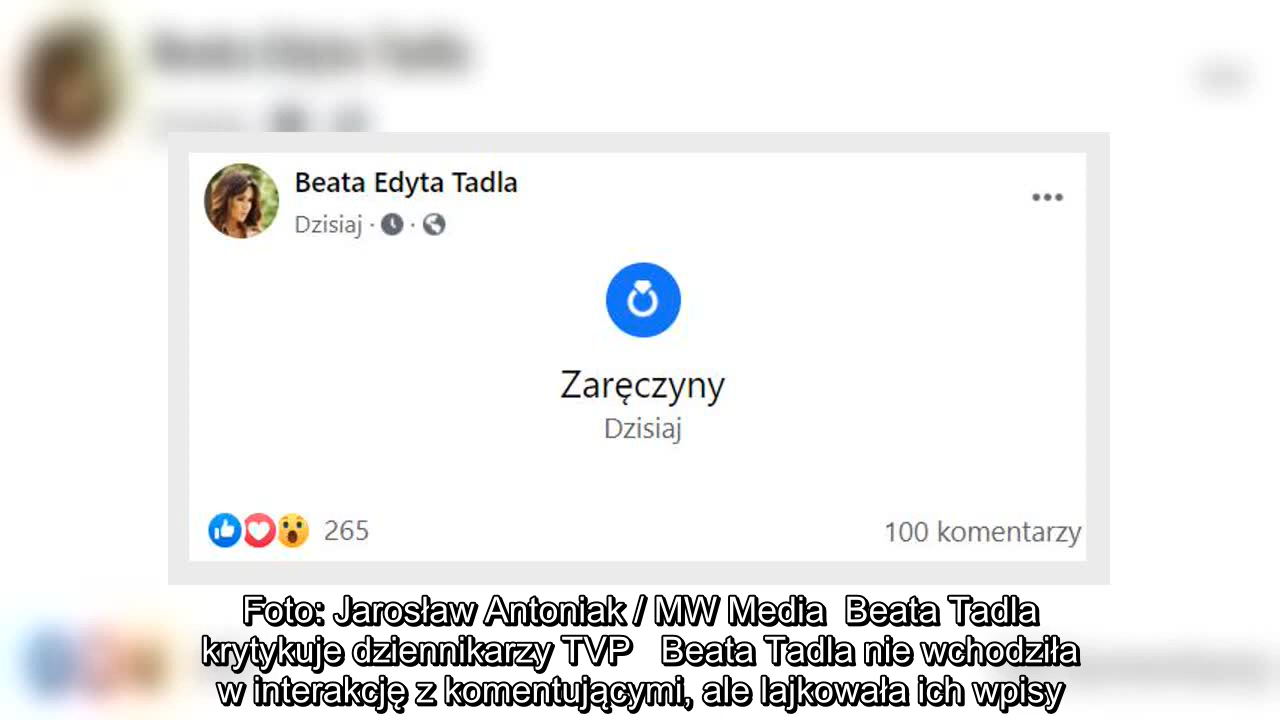 Beata Edyta Tadla
Dzisiaj · ·
Zaręczyny
Dzisiaj
265
100 komentarzy
Foto: Jarosław Antoniak / MW Media Beata Tadla
krytykuje dziennikarzy TVP Beata Tadla nie wchodziła
w interakcję z komentującymi, ale lajkowała ich wpisy